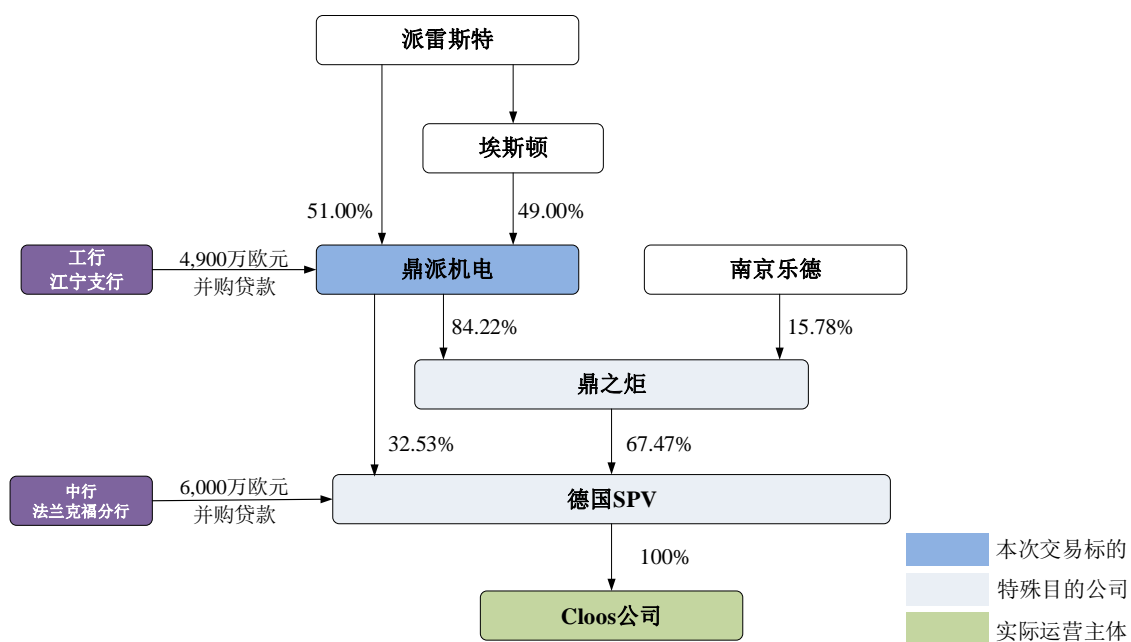 派雷斯特
埃斯顿
51.00%
49.00%
工行
江宁支行
4,900万欧元
并购贷款
鼎派机电
南京乐德
84.22%
15.78%
鼎之炬
32.53%
67.47%
中行
法兰克福分行
6,000万欧元
并购贷款
德国SPV
100%
Cloos公司
本次交易标的
特殊目的公司
实际运营主体